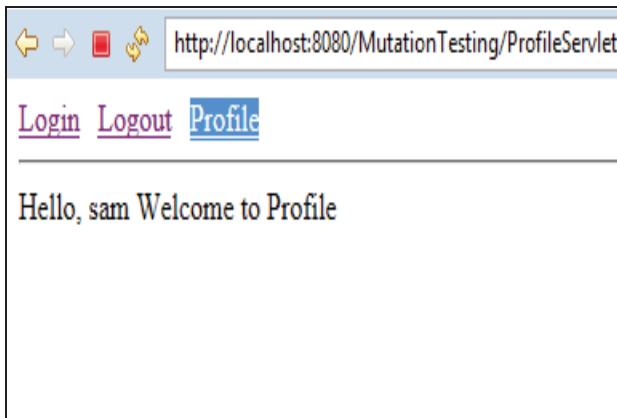 http://localhost:8080/MutationTesting/ProfileServlet
Login Logout Profile
Hello, sam Welcome to Profile